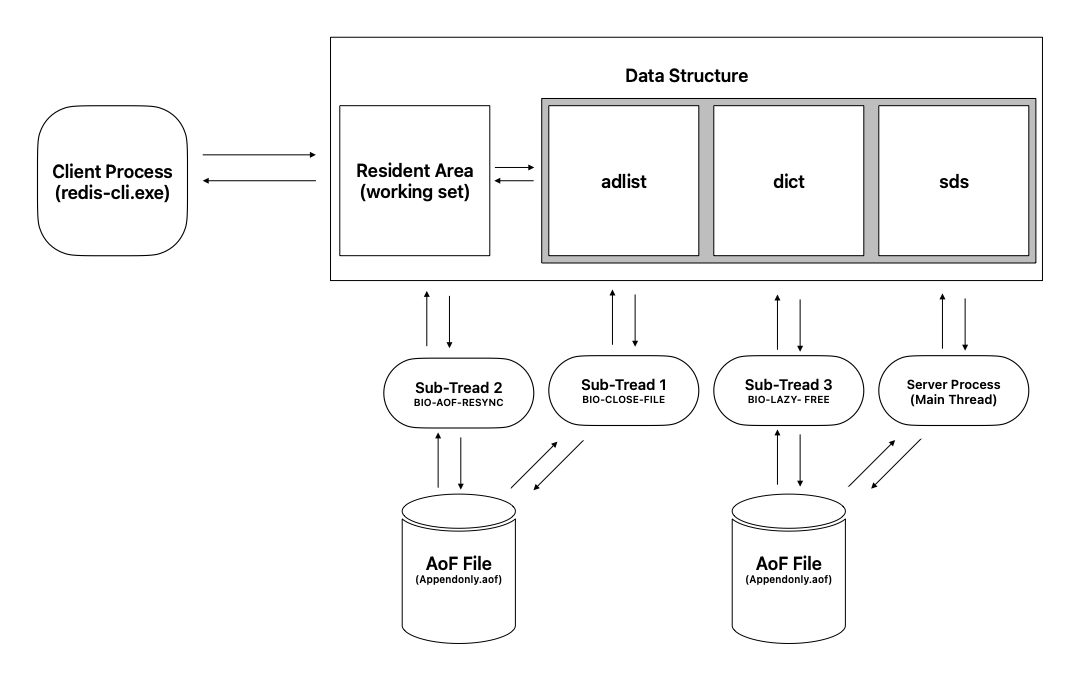 Data Structure
Client Process
(redis-cli.exe)
Resident Area
(working set)
adlist
dict
sds
Sub-Tread 2
BIO-AOF-RESYNC
Sub-Tread 1
BIO-CLOSE-FILE
Sub-Tread 3
BIO-LAZY- FREE
Server Process
(Main Thread)
AoF File
(Appendonly.aof)
AoF File
(Appendonly.aof)